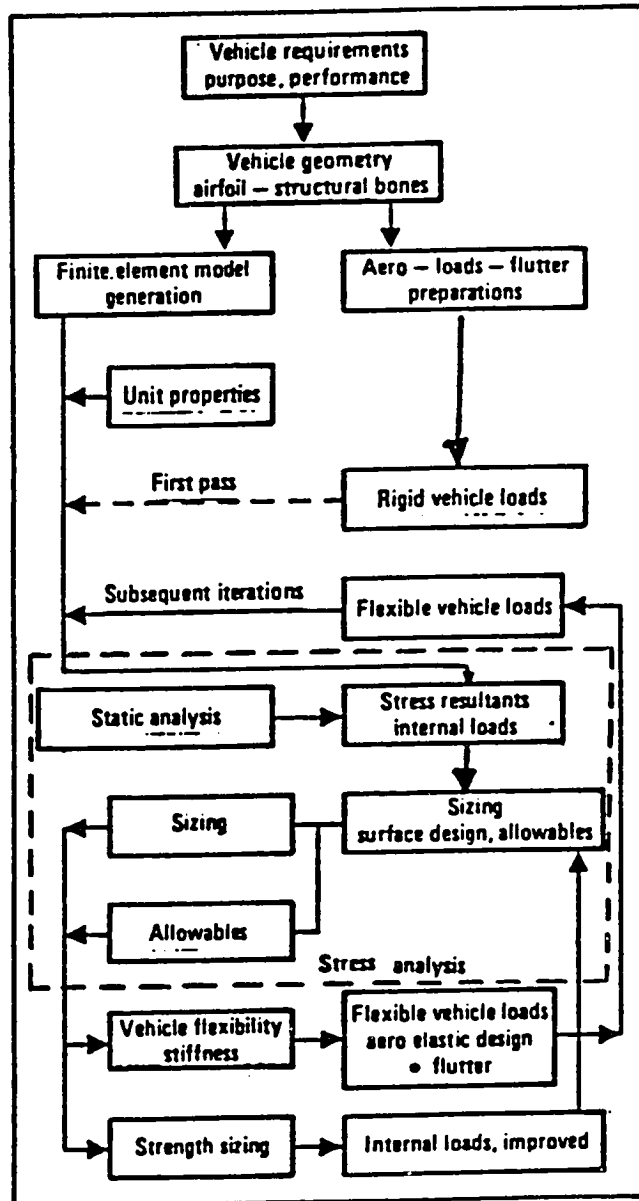 Vehicle requirements
purpose, performance
Vehicle geometry
airfoil — structural bones
Finite.element model
generation
Aero — loads — flutter
preparations
Unit properties
First pass
Rigid vehicle loads
Subsequent iterations
Flexible vehicle loads
Static analysis
Stress resultants
internal loads
Sizing
Sizing
surface design, allowables
Allowables
Stress analysis
Vehicle flexibility
stiffness
Flexible vehicle loads
aero elastic design
• flutter
Strength sizing
Internal loads, improved